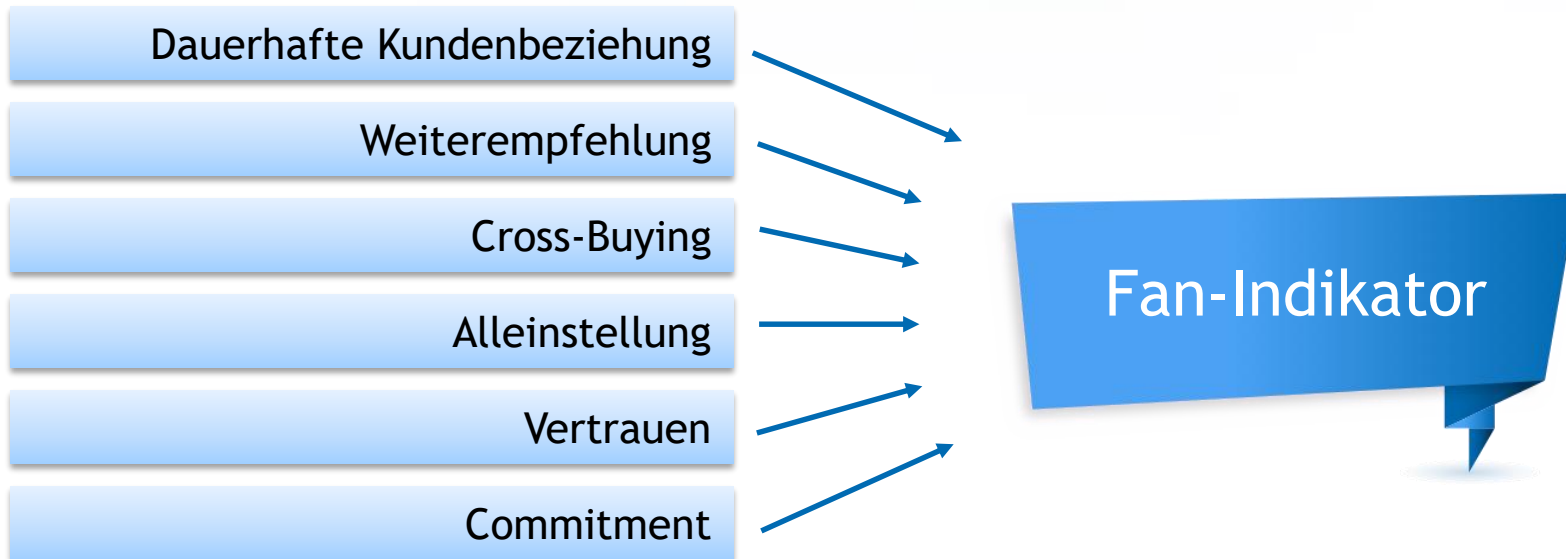 Dauerhafte Kundenbeziehung
Weiterempfehlung
Cross-Buying
Alleinstellung
Vertrauen
Commitment
Fan-Indikator